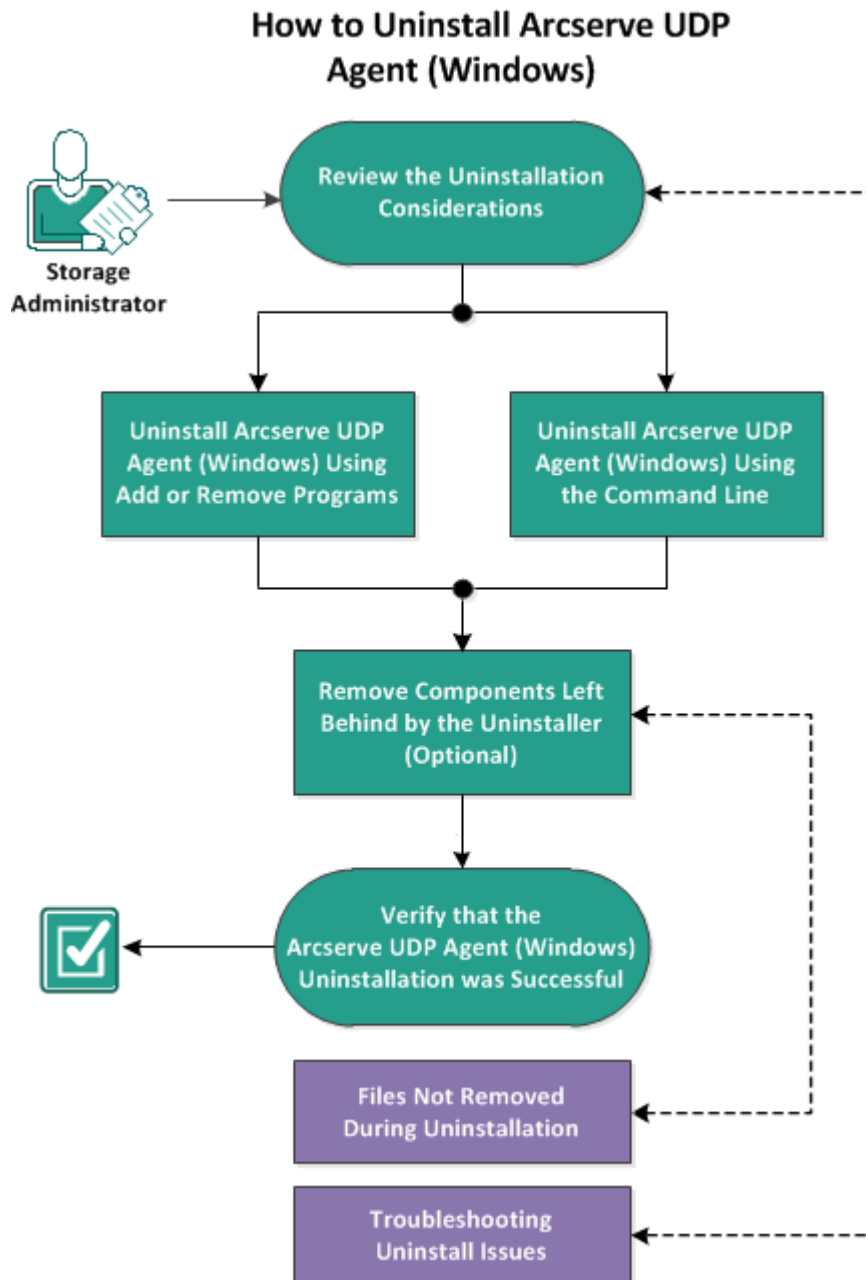 How to Uninstall Arcserve UDP
Agent (Windows)
Storage
Administrator
Review the Uninstallation
Considerations
Uninstall Arcserve UDP
Agent (Windows) Using
Add or Remove Programs
Uninstall Arcserve UDP
Agent (Windows) Using
the Command Line
Remove Components Left
Behind by the Uninstaller
(Optional)
Verify that the
Arcserve UDP Agent (Windows)
Uninstallation was Successful
Files Not Removed
During Uninstallation
Troubleshooting
Uninstall Issues